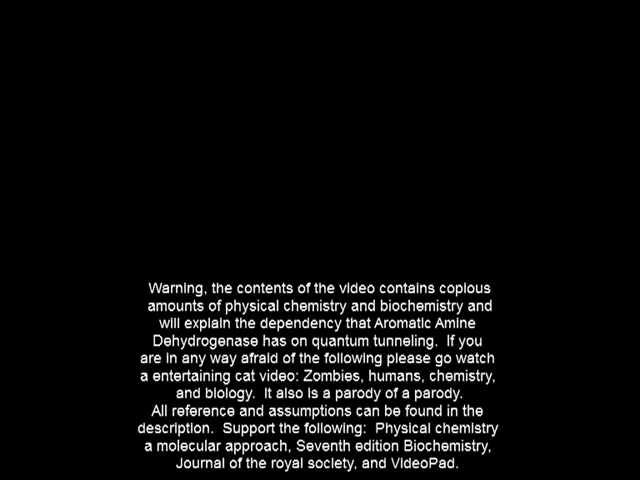 Warning, the contents of the video contains copious
amounts of physical chemistry and biochemistry and
will explain the dependency that Aromatic Amine
Dehydrogenase has on quantum tunneling.  If you
are in any way afraid of the following please go watch
a entertaining cat video: Zombies, humans, chemistry,
and biology.  It also is a parody of a parody.
All reference and assumptions can be found in the
description.  Support the following:  Physical chemistry
a molecular approach, Seventh edition Biochemistry,
Journal of the royal society, and VideoPad.